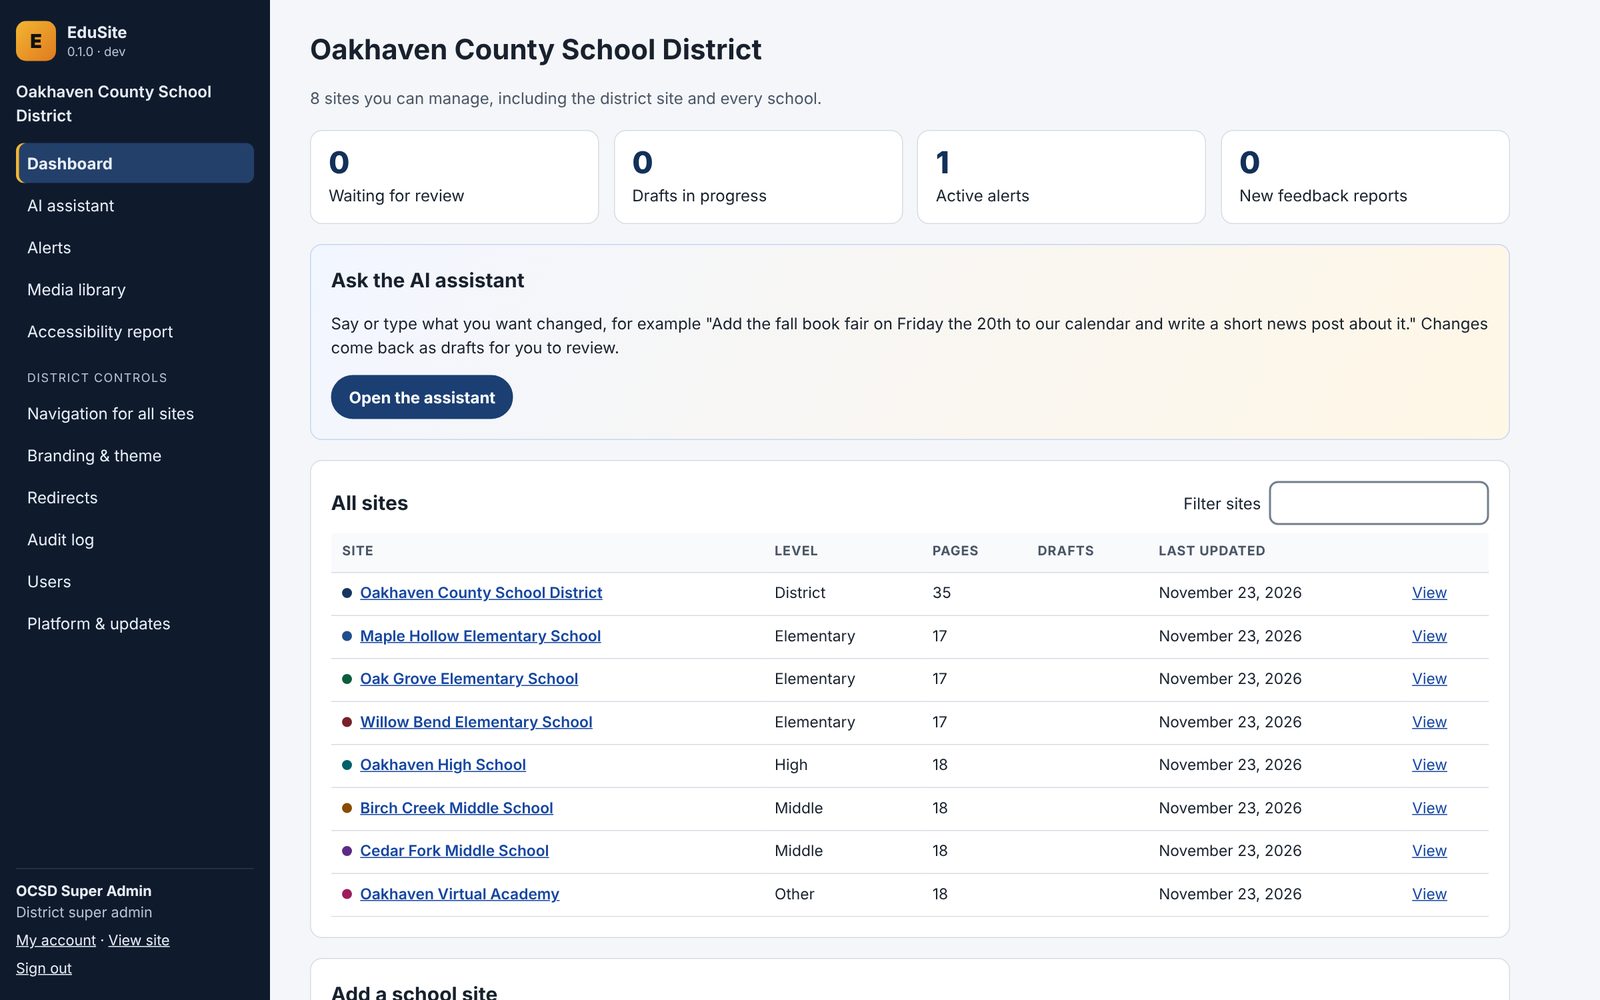 E
EduSite
0.1.0 · dev
Oakhaven County School
District
Dashboard
AI assistant
Alerts
Media library
Accessibility report
DISTRICT CONTROLS
Navigation for all sites
Branding & theme
Redirects
Audit log
Users
Platform & updates
OCSD Super Admin
District super admin
My account · View site
Sign out
Oakhaven County School District
8 sites you can manage, including the district site and every school.
0
Waiting for review
0
Drafts in progress
1
Active alerts
0
New feedback reports
Ask the AI assistant
Say or type what you want changed, for example "Add the fall book fair on Friday the 20th to our calendar and write a short news post about it." Changes
come back as drafts for you to review.
Open the assistant
All sites
Filter sites
SITE LEVEL PAGES DRAFTS LAST UPDATED
Oakhaven County School District District 35 November 23, 2026 View
Maple Hollow Elementary School Elementary 17 November 23, 2026 View
Oak Grove Elementary School Elementary 17 November 23, 2026 View
Willow Bend Elementary School Elementary 17 November 23, 2026 View
Oakhaven High School High 18 November 23, 2026 View
Birch Creek Middle School Middle 18 November 23, 2026 View
Cedar Fork Middle School Middle 18 November 23, 2026 View
Oakhaven Virtual Academy Other 18 November 23, 2026 View
Add a school site